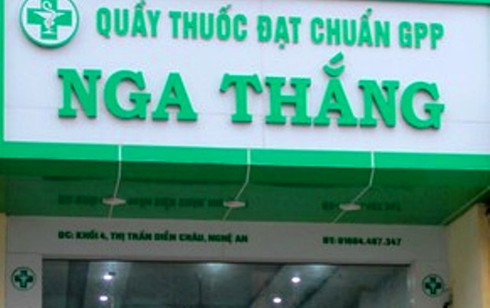 QUẦY THUỐC ĐẠT CHUẨN GPP
NGA THẮNG
ĐC: KHỐI 4, THỊ TRẤN DIỄN CHÂU, NGHỆ AN ĐT: 01684.487.347